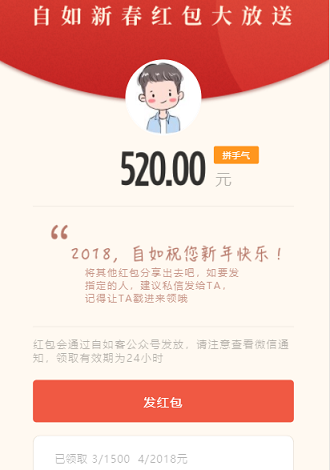 自如新春红包大放送
拼手气
520.00 元
“
2018，自如祝您新年快乐！
将其他红包分享出去吧，如要发
指定的人，建议私信发给TA，
记得让TA戳进来领哦
红包会通过自如客公众号发放，请注意查看微信通
知，领取有效期为24小时
发红包
已领取 3/1500  4/2018元